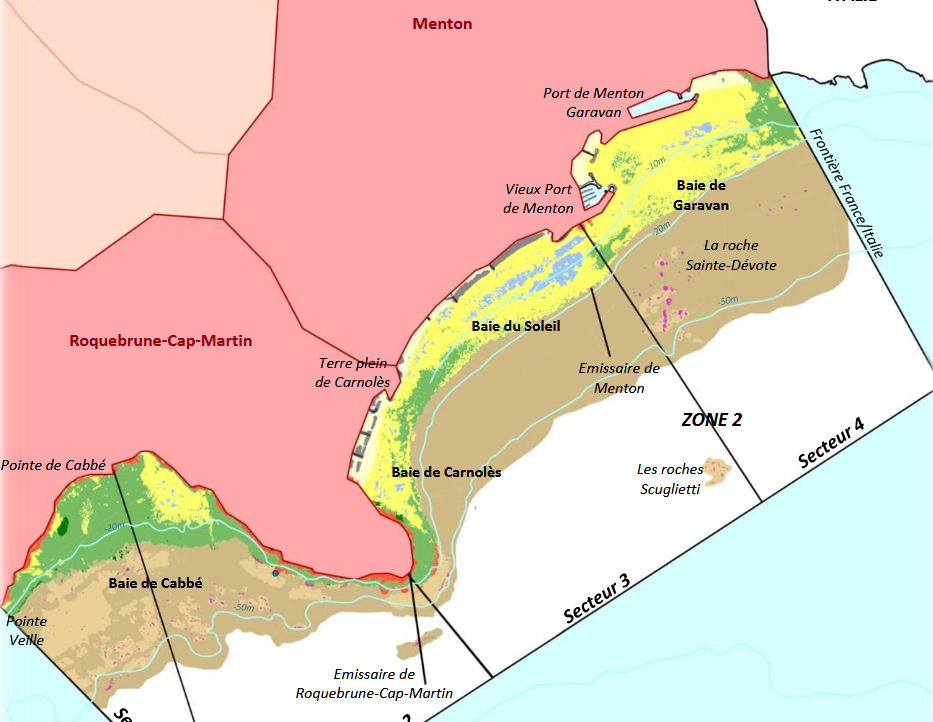 Menton
Port de Menton
Garavan
-10m
Frontière France/Italie
Vieux Port
de Menton
Baie de
Garavan
-20m
La roche
Sainte-Dévote
-50m
Baie du Soleil
Roquebrune-Cap-Martin
Terre plein
de Carnolès
Emissaire de
Menton
ZONE 2
Secteur 4
Pointe de Cabbé
Baie de Carnolès
Les roches
Scuglietti
-20m
Baie de Cabbé
Secteur 3
-50m
Pointe
Veille
Emissaire de
Roquebrune-Cap-Martin